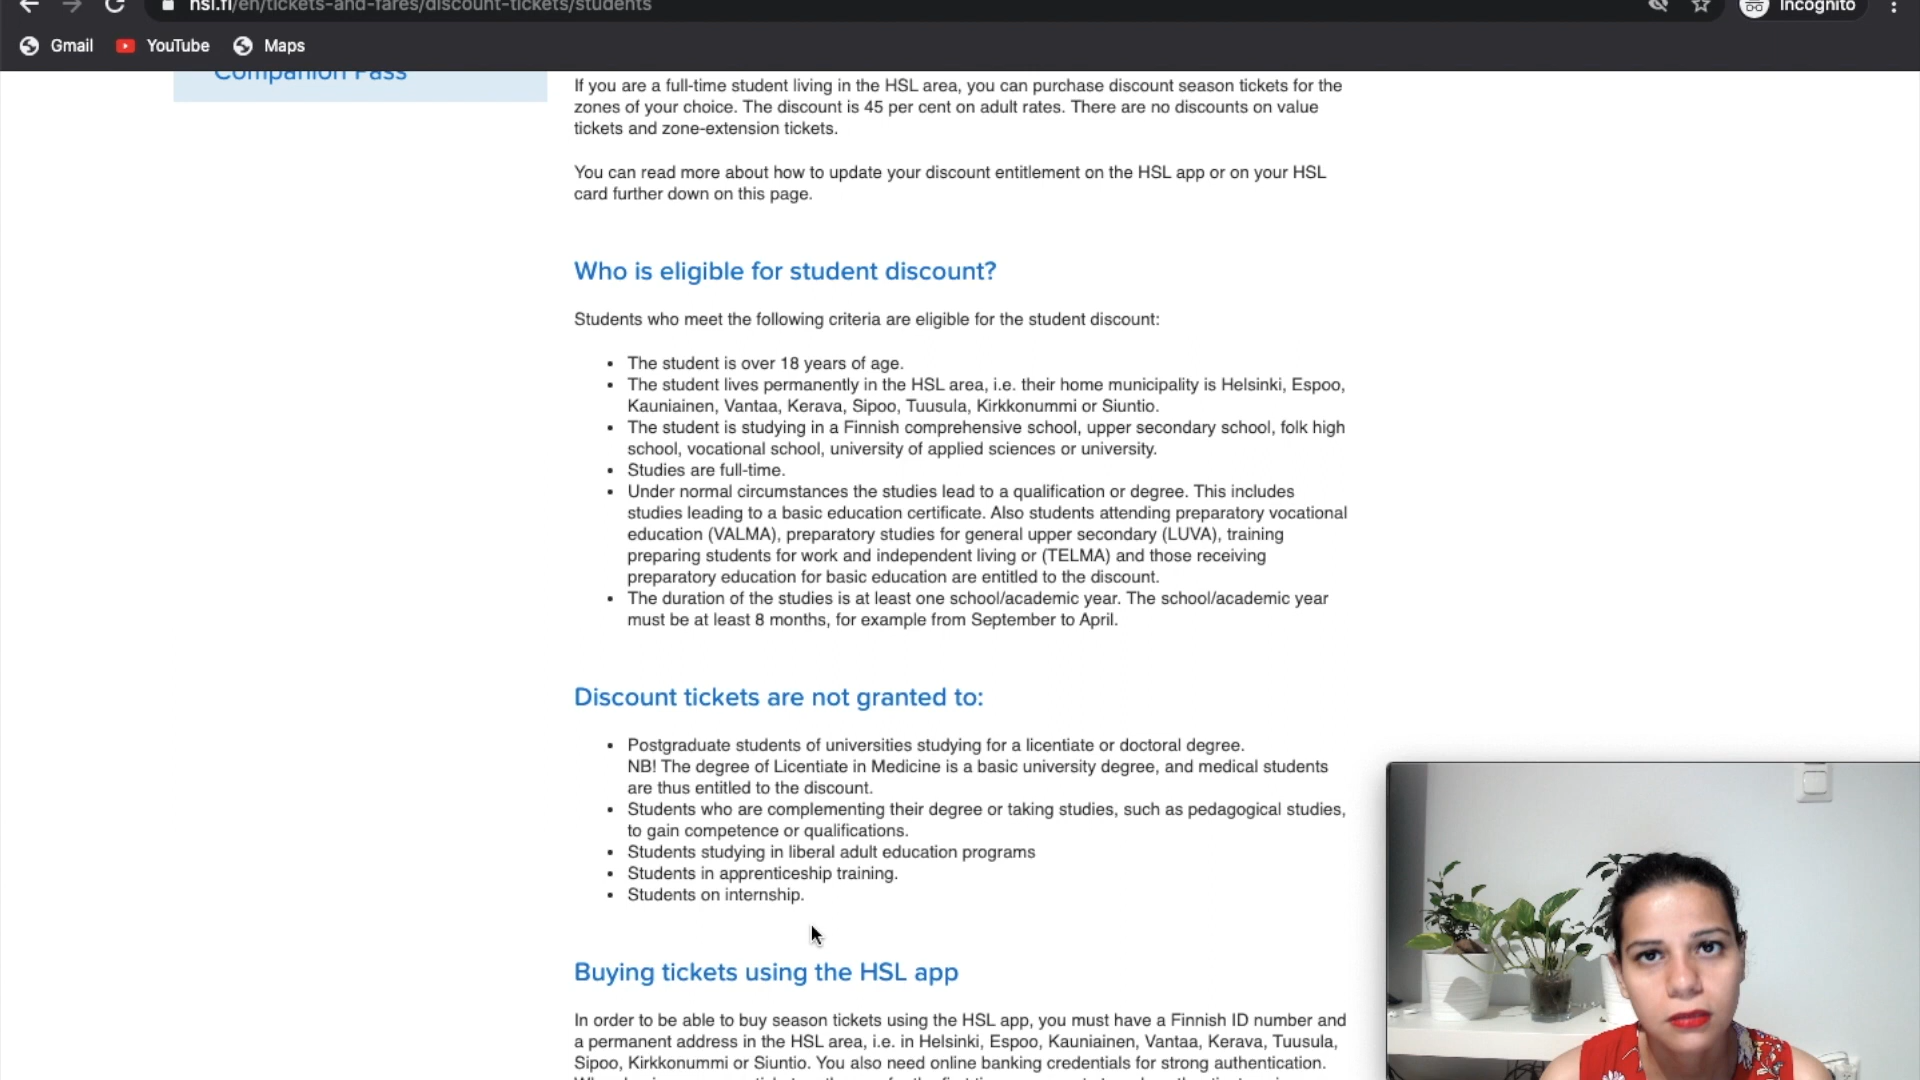 hsl.fi/en/tickets-and-fares/discount-tickets/students
Incognito
Gmail
YouTube
Maps
Companion Pass
If you are a full-time student living in the HSL area, you can purchase discount season tickets for the
zones of your choice. The discount is 45 per cent on adult rates. There are no discounts on value
tickets and zone-extension tickets.
You can read more about how to update your discount entitlement on the HSL app or on your HSL
card further down on this page.
Who is eligible for student discount?
Students who meet the following criteria are eligible for the student discount:
• The student is over 18 years of age.
• The student lives permanently in the HSL area, i.e. their home municipality is Helsinki, Espoo,
Kauniainen, Vantaa, Kerava, Sipoo, Tuusula, Kirkkonummi or Siuntio.
• The student is studying in a Finnish comprehensive school, upper secondary school, folk high
school, vocational school, university of applied sciences or university.
• Studies are full-time.
• Under normal circumstances the studies lead to a qualification or degree. This includes
studies leading to a basic education certificate. Also students attending preparatory vocational
education (VALMA), preparatory studies for general upper secondary (LUVA), training
preparing students for work and independent living or (TELMA) and those receiving
preparatory education for basic education are entitled to the discount.
• The duration of the studies is at least one school/academic year. The school/academic year
must be at least 8 months, for example from September to April.
Discount tickets are not granted to:
• Postgraduate students of universities studying for a licentiate or doctoral degree.
NB! The degree of Licentiate in Medicine is a basic university degree, and medical students
are thus entitled to the discount.
• Students who are complementing their degree or taking studies, such as pedagogical studies,
to gain competence or qualifications.
• Students studying in liberal adult education programs
• Students in apprenticeship training.
• Students on internship.
Buying tickets using the HSL app
In order to be able to buy season tickets using the HSL app, you must have a Finnish ID number and
a permanent address in the HSL area, i.e. in Helsinki, Espoo, Kauniainen, Vantaa, Kerava, Tuusula,
Sipoo, Kirkkonummi or Siuntio. You also need online banking credentials for strong authentication.